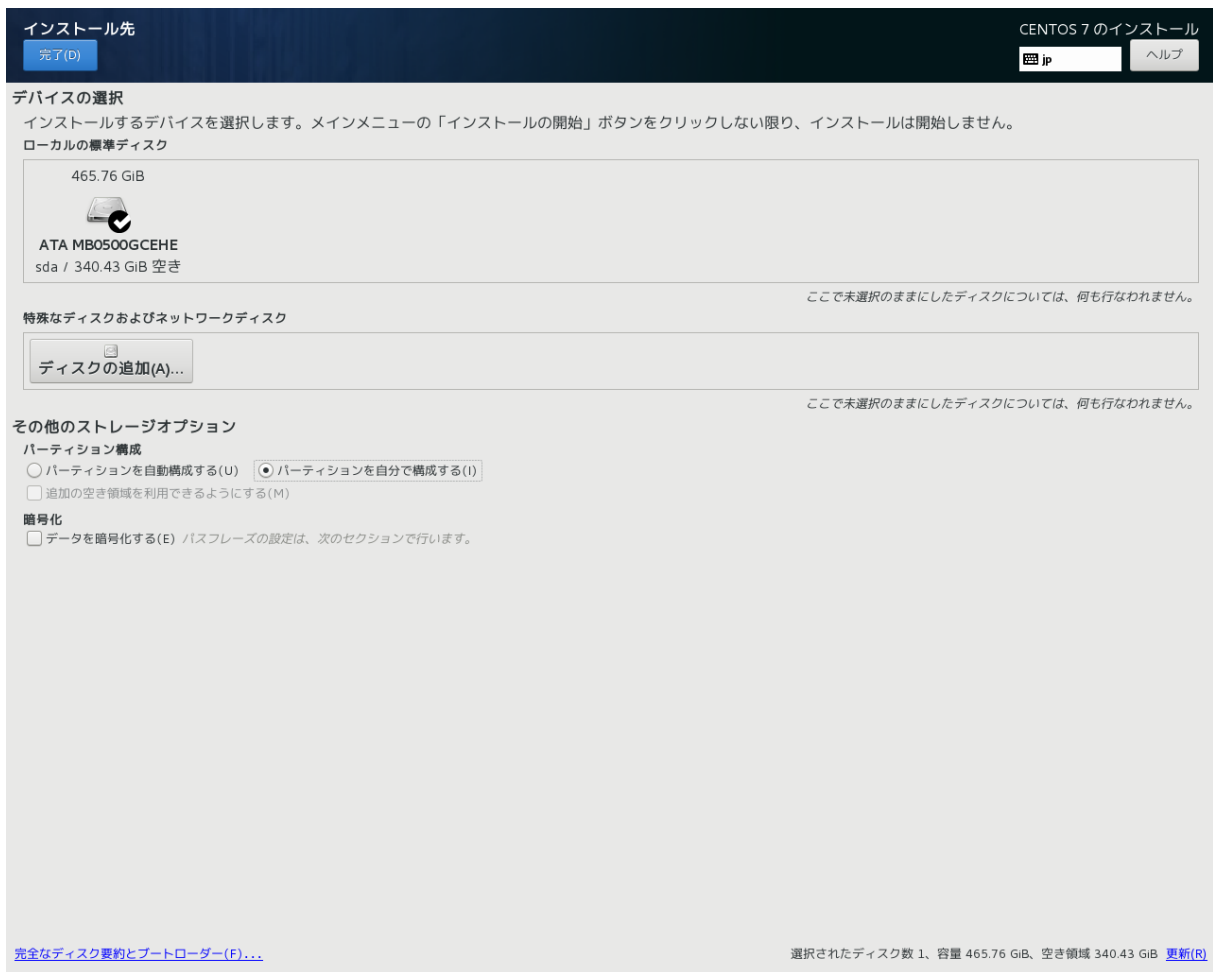 インストール先
CENTOS 7 のインストール
完了(D)
jp
ヘルプ
デバイスの選択
インストールするデバイスを選択します。メインメニューの「インストールの開始」ボタンをクリックしない限り、インストールは開始しません。
ローカルの標準ディスク
465.76 GiB
ATA MB0500GCEHE
sda / 340.43 GiB 空き
ここで未選択のままにしたディスクについては、何も行なわれません。
特殊なディスクおよびネットワークディスク
ディスクの追加(A)...
ここで未選択のままにしたディスクについては、何も行なわれません。
その他のストレージオプション
パーティション構成
パーティションを自動構成する(U) パーティションを自分で構成する(I)
追加の空き領域を利用できるようにする(M)
暗号化
データを暗号化する(E) パスフレーズの設定は、次のセクションで行います。
完全なディスク要約とブートローダー(F)... 選択されたディスク数 1、容量 465.76 GiB、空き領域 340.43 GiB 更新(R)